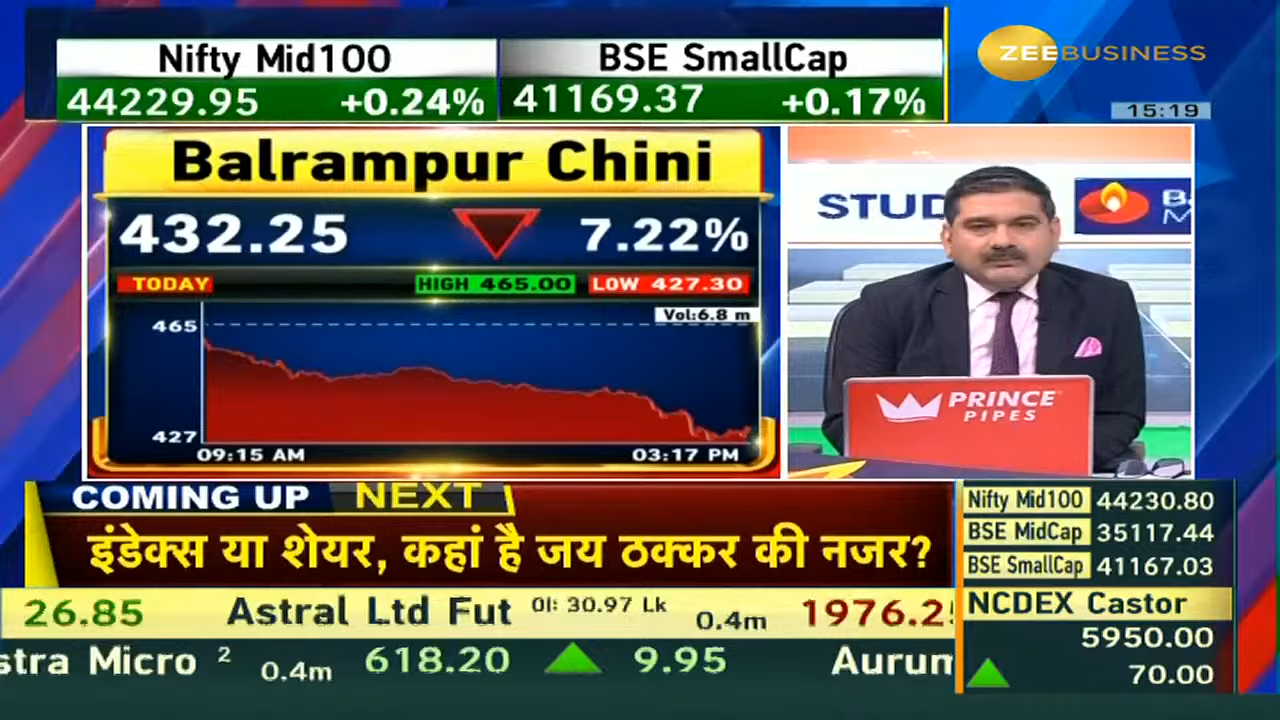 Nifty Mid100
44229.95 +0.24%
BSE SmallCap
41169.37 +0.17%
ZEEBUSINESS
15:19
Balrampur Chini
432.25 7.22%
TODAY HIGH 465.00 LOW 427.30
Vol:6.8 m
465
427
09:15 AM 03:17 PM
STUD
PRINCE
PIPES
COMING UP NEXT
इंडेक्स या शेयर, कहां है जय ठक्कर की नजर?
Nifty Mid100 44230.80
BSE MidCap 35117.44
BSE SmallCap 41167.03
NCDEX Castor
5950.00
70.00
26.85 Astral Ltd Fut OI: 30.97 Lk 0.4m 1976.25
stra Micro 2 0.4m 618.20 9.95 Aurum